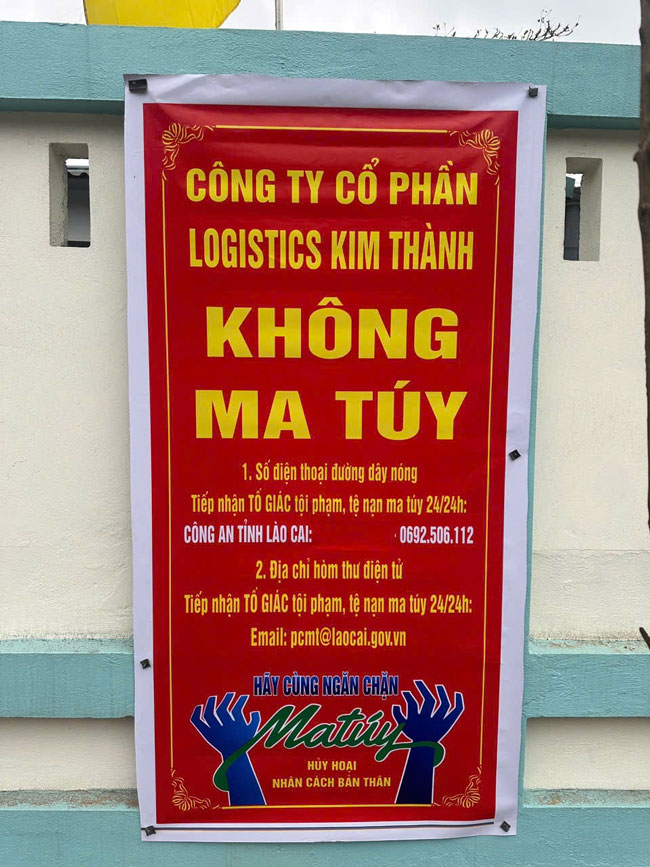 CÔNG TY CỔ PHẦN
LOGISTICS KIM THÀNH
KHÔNG
MA TÚY
1. Số điện thoại đường dây nóng
Tiếp nhận TỐ GIÁC tội phạm, tệ nạn ma túy 24/24h:
CÔNG AN TỈNH LÀO CAI: 0692.506.112
2. Địa chỉ hòm thư điện tử
Tiếp nhận TỐ GIÁC tội phạm, tệ nạn ma túy 24/24h:
Email: pcmt@laocai.gov.vn
HÃY CÙNG NGĂN CHẶN
Matúy
HỦY HOẠI
NHÂN CÁCH BẢN THÂN